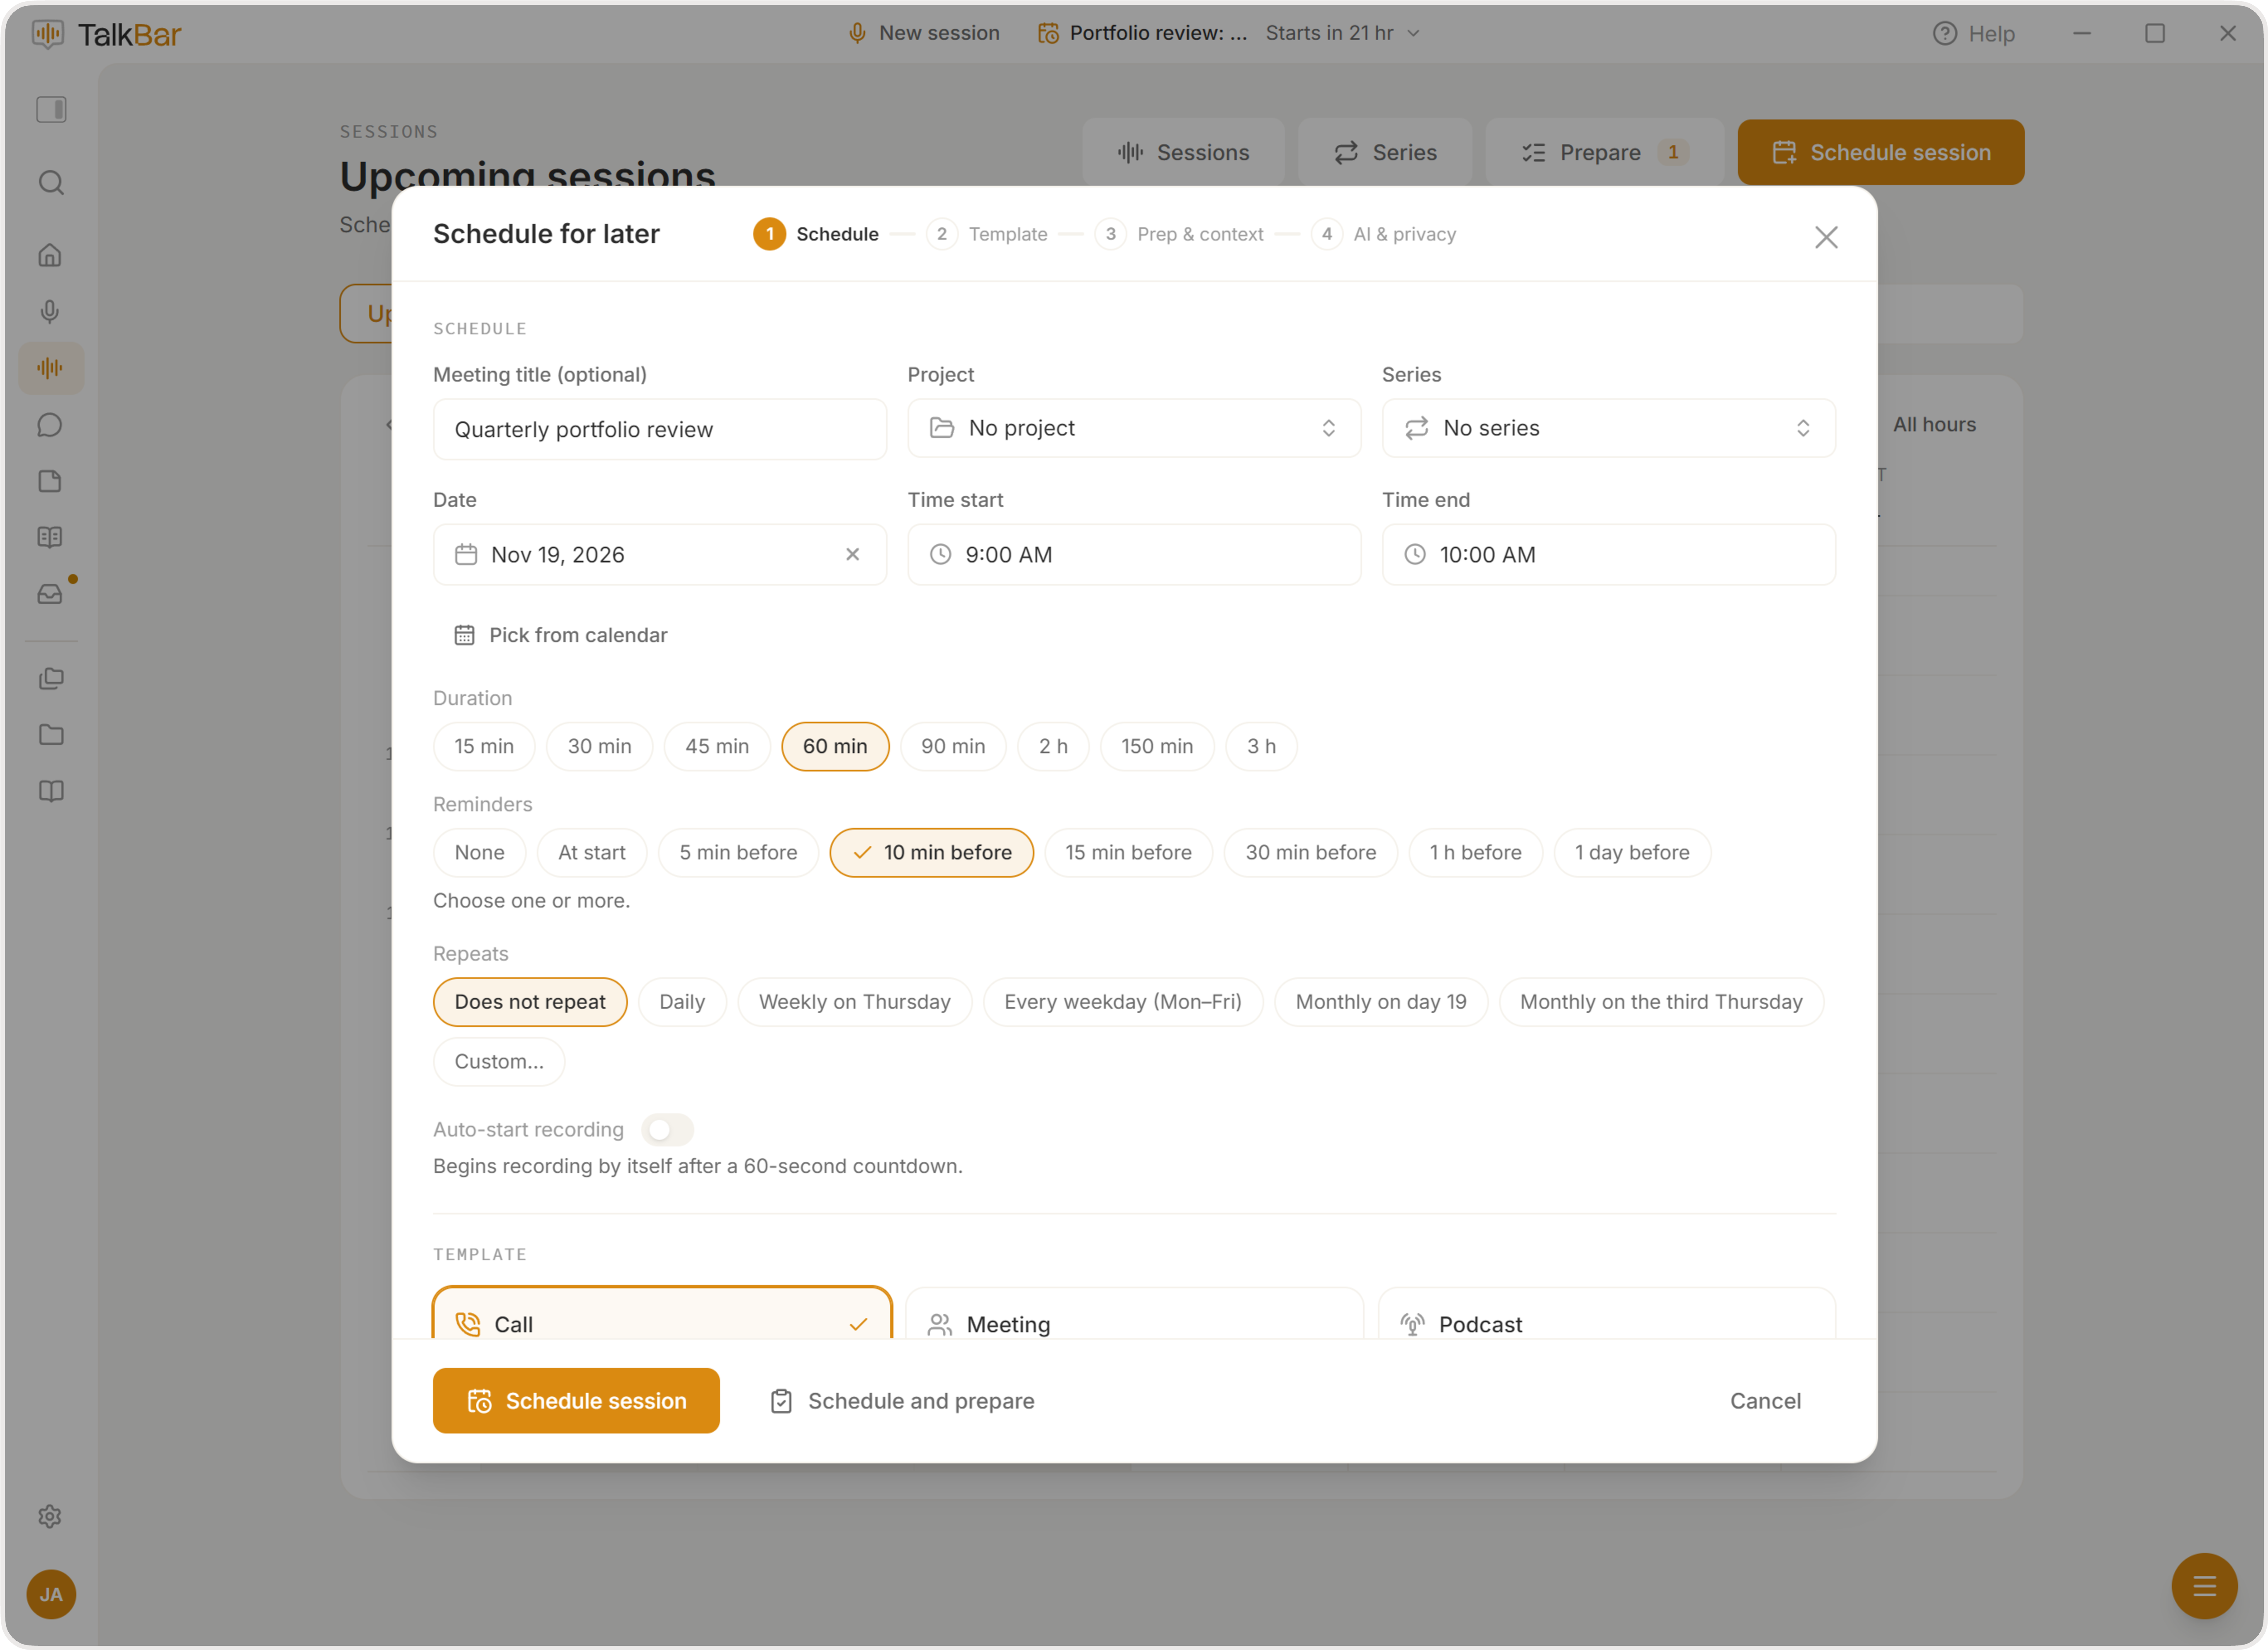 TalkBar
New session
Portfolio review: ... Starts in 21 hr
Help
SESSIONS
Upcoming sessions
Sche
Sessions
Series
Prepare 1
Schedule session
Up
All hours
Schedule for later
1 Schedule
2 Template
3 Prep & context
4 AI & privacy
SCHEDULE
Meeting title (optional)
Project
Series
Quarterly portfolio review
No project
No series
Date
Time start
Time end
Nov 19, 2026
9:00 AM
10:00 AM
Pick from calendar
Duration
15 min 30 min 45 min 60 min 90 min 2 h 150 min 3 h
Reminders
None At start 5 min before 10 min before 15 min before 30 min before 1 h before 1 day before
Choose one or more.
Repeats
Does not repeat Daily Weekly on Thursday Every weekday (Mon–Fri) Monthly on day 19 Monthly on the third Thursday
Custom...
Auto-start recording
Begins recording by itself after a 60-second countdown.
TEMPLATE
Call
Meeting
Podcast
Schedule session
Schedule and prepare
Cancel
JA